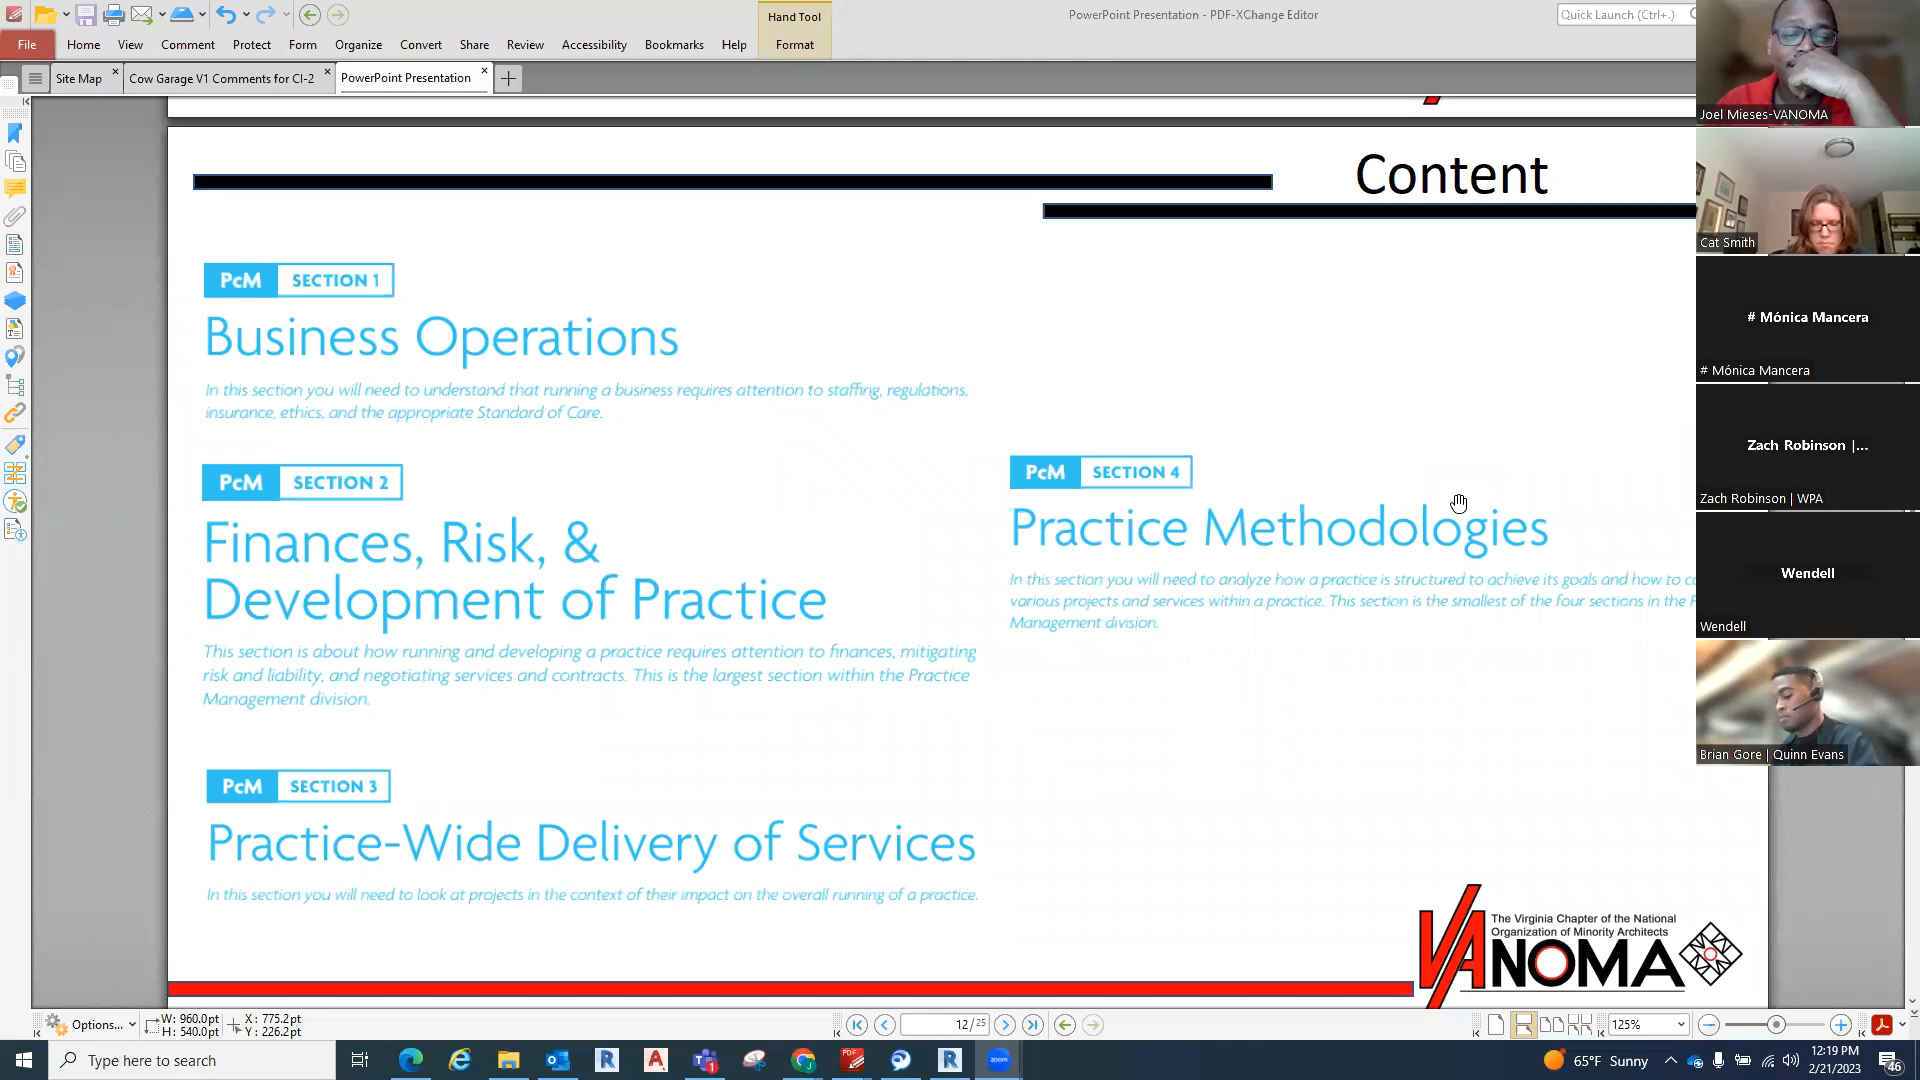 Hand Tool
PowerPoint Presentation - PDF-XChange Editor
Quick Launch (Ctrl+.)
File
Home
View
Comment
Protect
Form
Organize
Convert
Share
Review
Accessibility
Bookmarks
Help
Format
Site Map
Cow Garage V1 Comments for CI-2
PowerPoint Presentation
Content
PcM SECTION 1
Business Operations
In this section you will need to understand that running a business requires attention to staffing, regulations,
insurance, ethics, and the appropriate Standard of Care.
PcM SECTION 2
Finances, Risk, &
Development of Practice
This section is about how running and developing a practice requires attention to finances, mitigating
risk and liability, and negotiating services and contracts. This is the largest section within the Practice
Management division.
PcM SECTION 3
Practice-Wide Delivery of Services
In this section you will need to look at projects in the context of their impact on the overall running of a practice.
PcM SECTION 4
Practice Methodologies
In this section you will need to analyze how a practice is structured to achieve its goals and how to
various projects and services within a practice. This section is the smallest of the four sections in the
Management division.
The Virginia Chapter of the National
Organization of Minority Architects
VANOMA
Joel Mieses-VANOMA
Cat Smith
# Mónica Mancera
# Mónica Mancera
Zach Robinson |...
Zach Robinson | WPA
Wendell
Wendell
Brian Gore | Quinn Evans
Options...
W: 960.0pt
H: 540.0pt
X: 775.2pt
Y: 226.2pt
12/25
125%
Type here to search
65°F Sunny
12:19 PM
2/21/2023
46